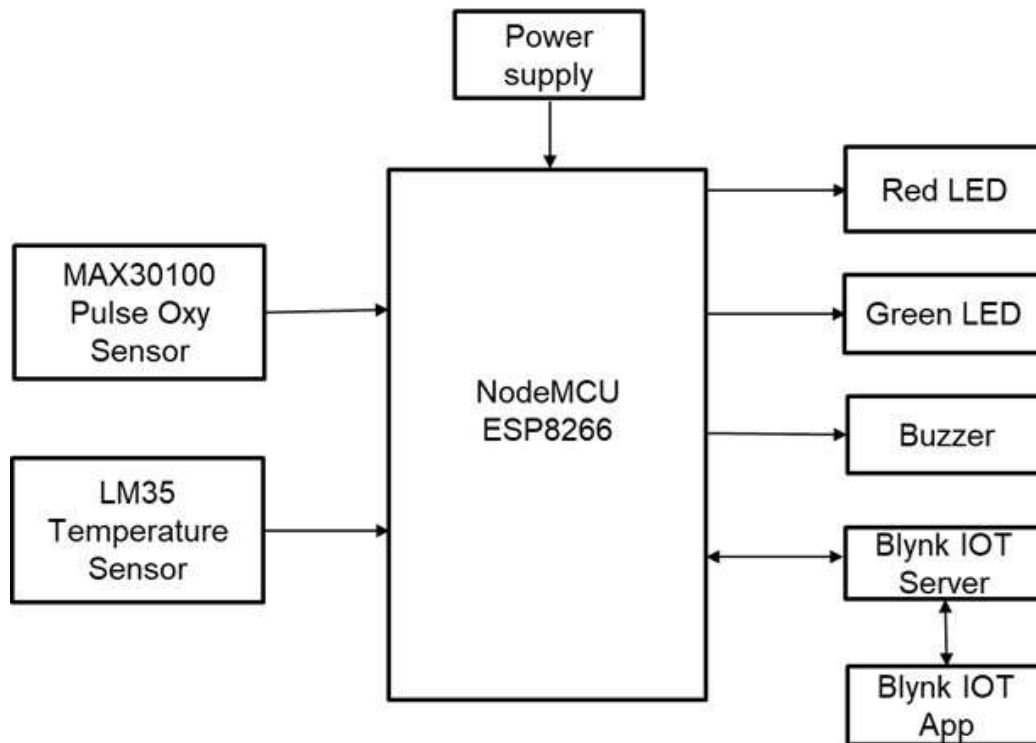 Power
supply
Red LED
MAX30100
Pulse Oxy
Sensor
Green LED
NodeMCU
ESP8266
Buzzer
LM35
Temperature
Sensor
Blynk IOT
Server
Blynk IOT
App